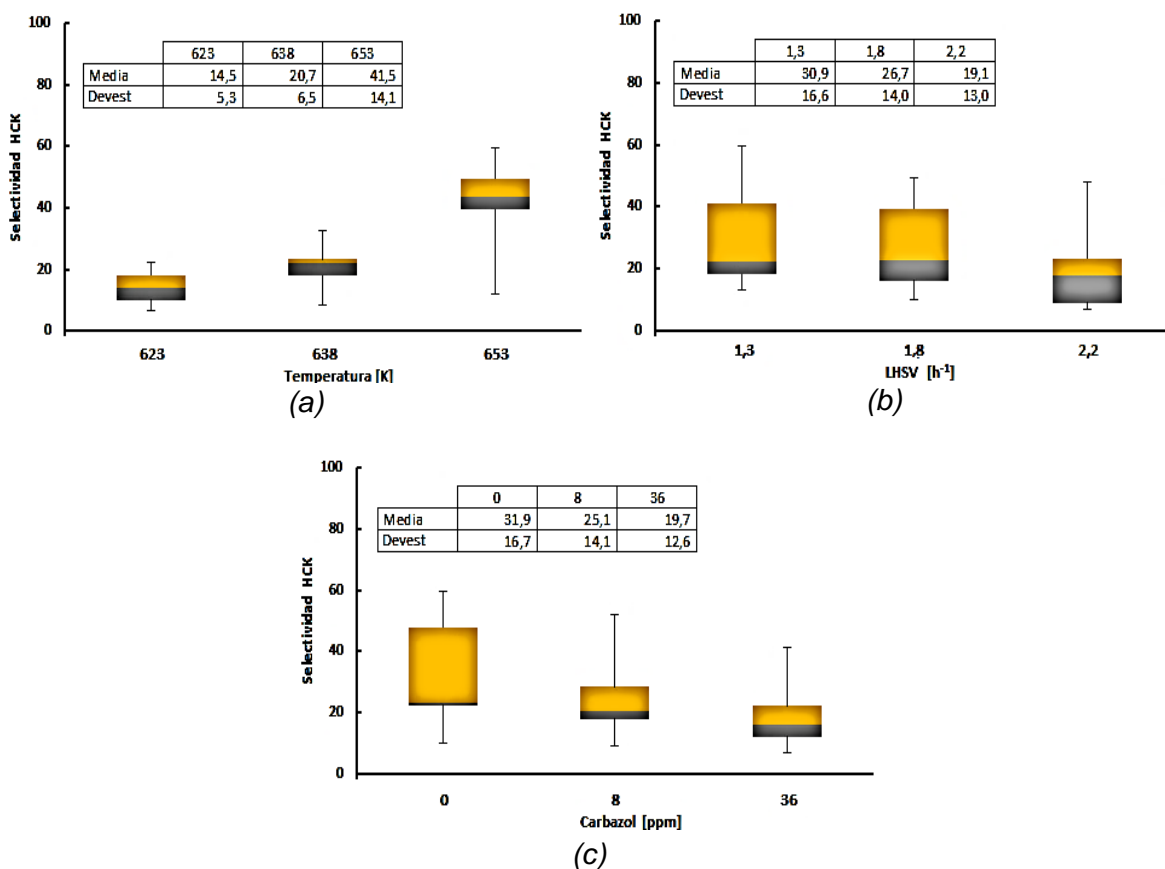 100
80
60
40
20
0
Selectividad HCK
623 638 653
Media 14,5 20,7 41,5
Devest 5,3 6,5 14,1
623 638 653
Temperatura [K]
(a)
100
80
60
40
20
0
Selectividad HCK
1,3 1,8 2,2
Media 30,9 26,7 19,1
Devest 16,6 14,0 13,0
1,3 1,8 2,2
LHSV [h⁻¹]
(b)
100
80
60
40
20
0
Selectividad HCK
0 8 36
Media 31,9 25,1 19,7
Devest 16,7 14,1 12,6
0 8 36
Carbazol [ppm]
(c)